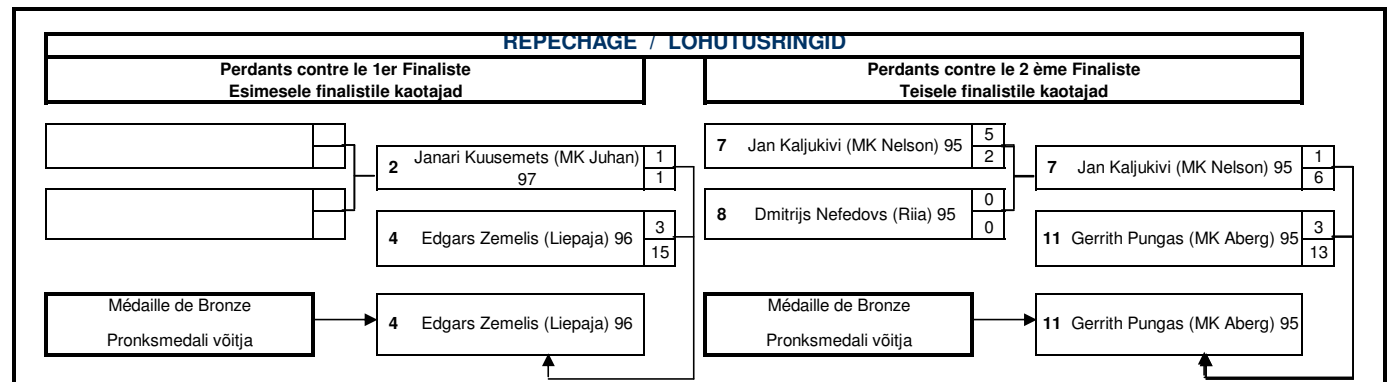 REPECHAGE / LOHUTUSRINGID
Perdants contre le 1er Finaliste
Esimesele finalistile kaotajad
Perdants contre le 2 ème Finaliste
Teisele finalistile kaotajad
2 Janari Kuusemets (MK Juhan) 1
97 1
4 Edgars Zemelis (Liepaja) 96 3
15
7 Jan Kaljukivi (MK Nelson) 95 5
2
8 Dmitrijs Nefedovs (Riia) 95 0
0
7 Jan Kaljukivi (MK Nelson) 95 1
6
11 Gerrith Pungas (MK Aberg) 95 3
13
Médaille de Bronze
Pronksmedali võitja
4 Edgars Zemelis (Liepaja) 96
Médaille de Bronze
Pronksmedali võitja
11 Gerrith Pungas (MK Aberg) 95